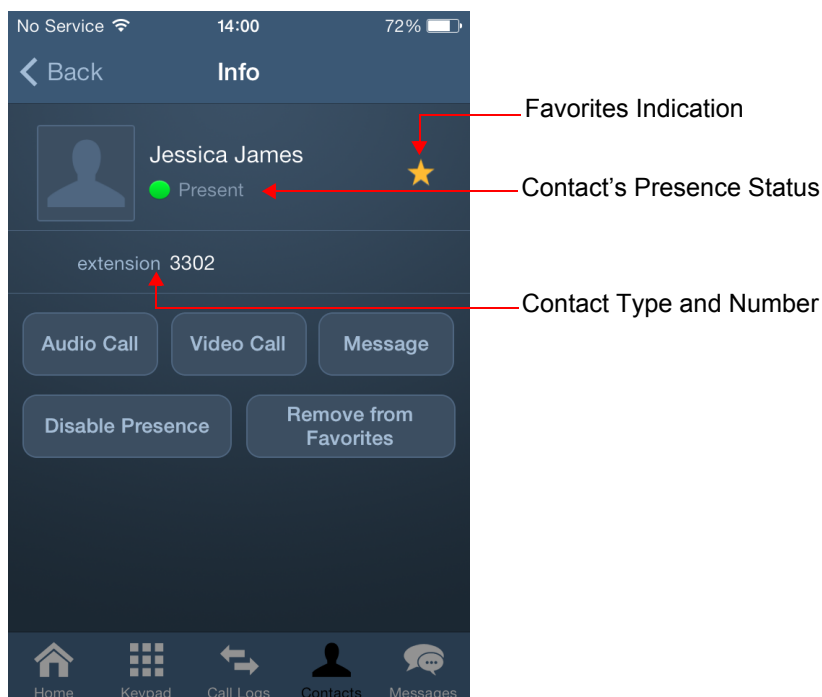 No Service 14:00 72%
Back Info
Favorites Indication
Jessica James
Present
Contact's Presence Status
extension 3302
Contact Type and Number
Audio Call Video Call Message
Disable Presence Remove from
Favorites
Home Keypad Call Logs Contacts Messages